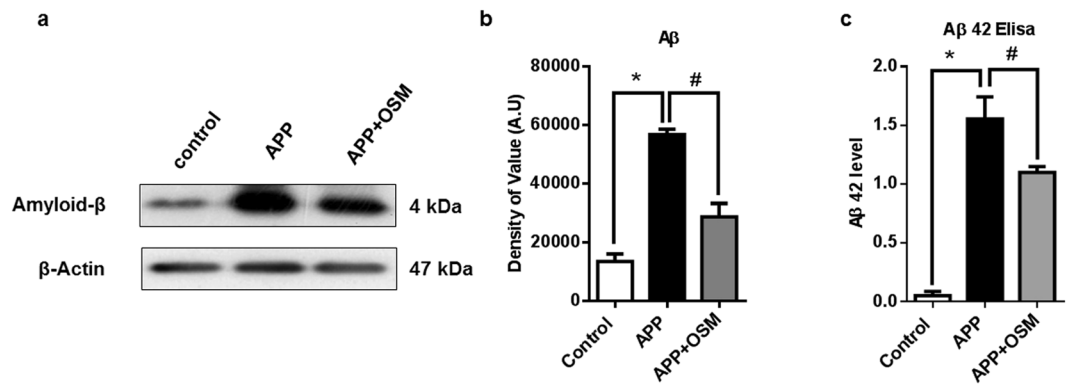 a
control
APP
APP+OSM
Amyloid-β
4 kDa
β-Actin
47 kDa
b
Aβ
Density of Value (A.U)
80000
60000
40000
20000
0
*
#
Control
APP
APP+OSM
c
Aβ 42 Elisa
Aβ 42 level
2.0
1.5
1.0
0.5
0.0
*
#
Control
APP
APP+OSM